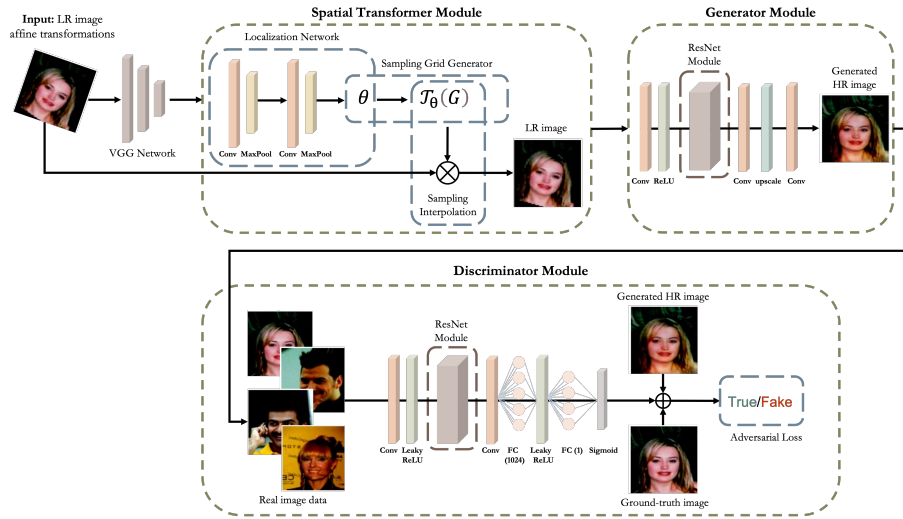 Input: LR image
affine transformations
VGG Network
Spatial Transformer Module
Localization Network
Sampling Grid Generator
Conv MaxPool Conv MaxPool
θ
𝒯θ(G)
Sampling
Interpolation
LR image
Generator Module
ResNet
Module
Conv ReLU
Conv upscale Conv
Generated
HR image
Discriminator Module
Real image data
ResNet
Module
Conv Leaky
ReLU
Conv FC
(1024)
Leaky
ReLU
FC (1) Sigmoid
Generated HR image
Ground-truth image
True/Fake
Adversarial Loss